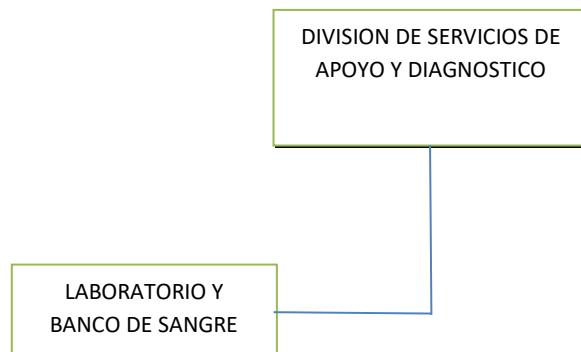 DIVISION DE SERVICIOS DE
APOYO Y DIAGNOSTICO
LABORATORIO Y
BANCO DE SANGRE